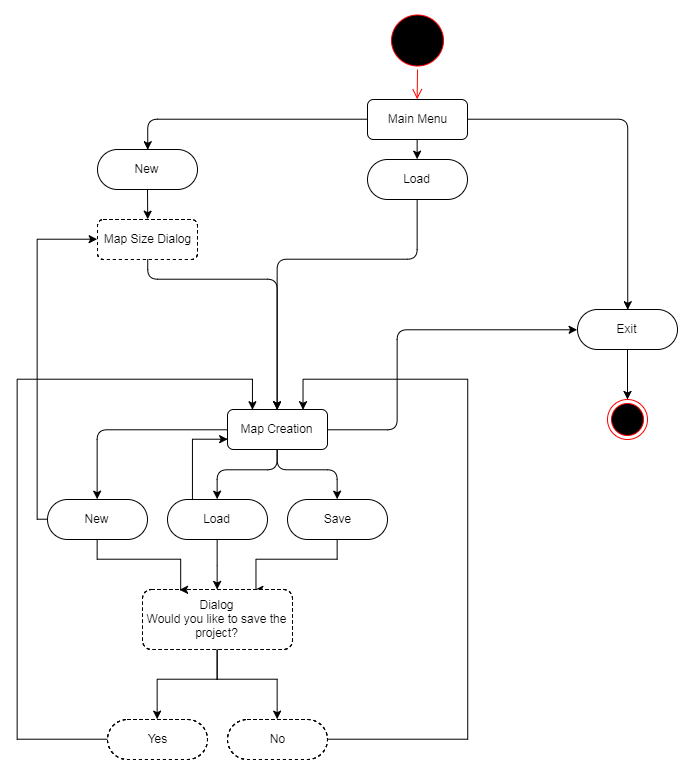 Main Menu
New
Load
Map Size Dialog
Exit
Map Creation
New
Load
Save
Dialog
Would you like to save the
project?
Yes
No